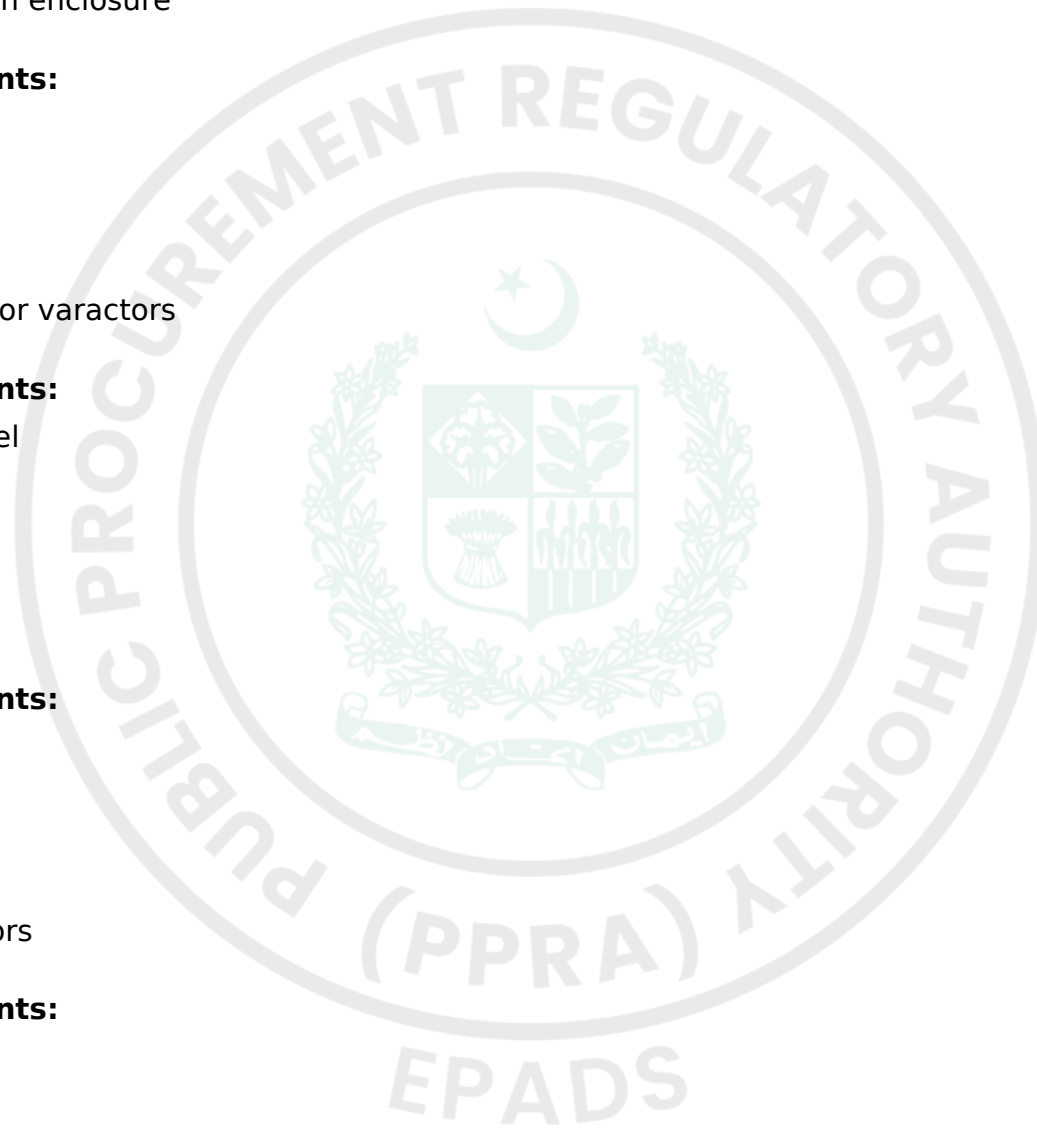 n enclosure
nts:
or varactors
nts:
el
nts:
ors
nts:
PUBLIC PROCUREMENT REGULATORY AUTHORITY
(PPRA)
EPADS